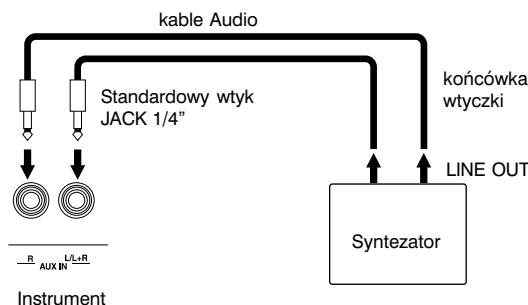 kable Audio
Standardowy wtyk
JACK 1/4”
końcówka
wtyczki
LINE OUT
Syntezator
R AUX IN L/L+R
Instrument